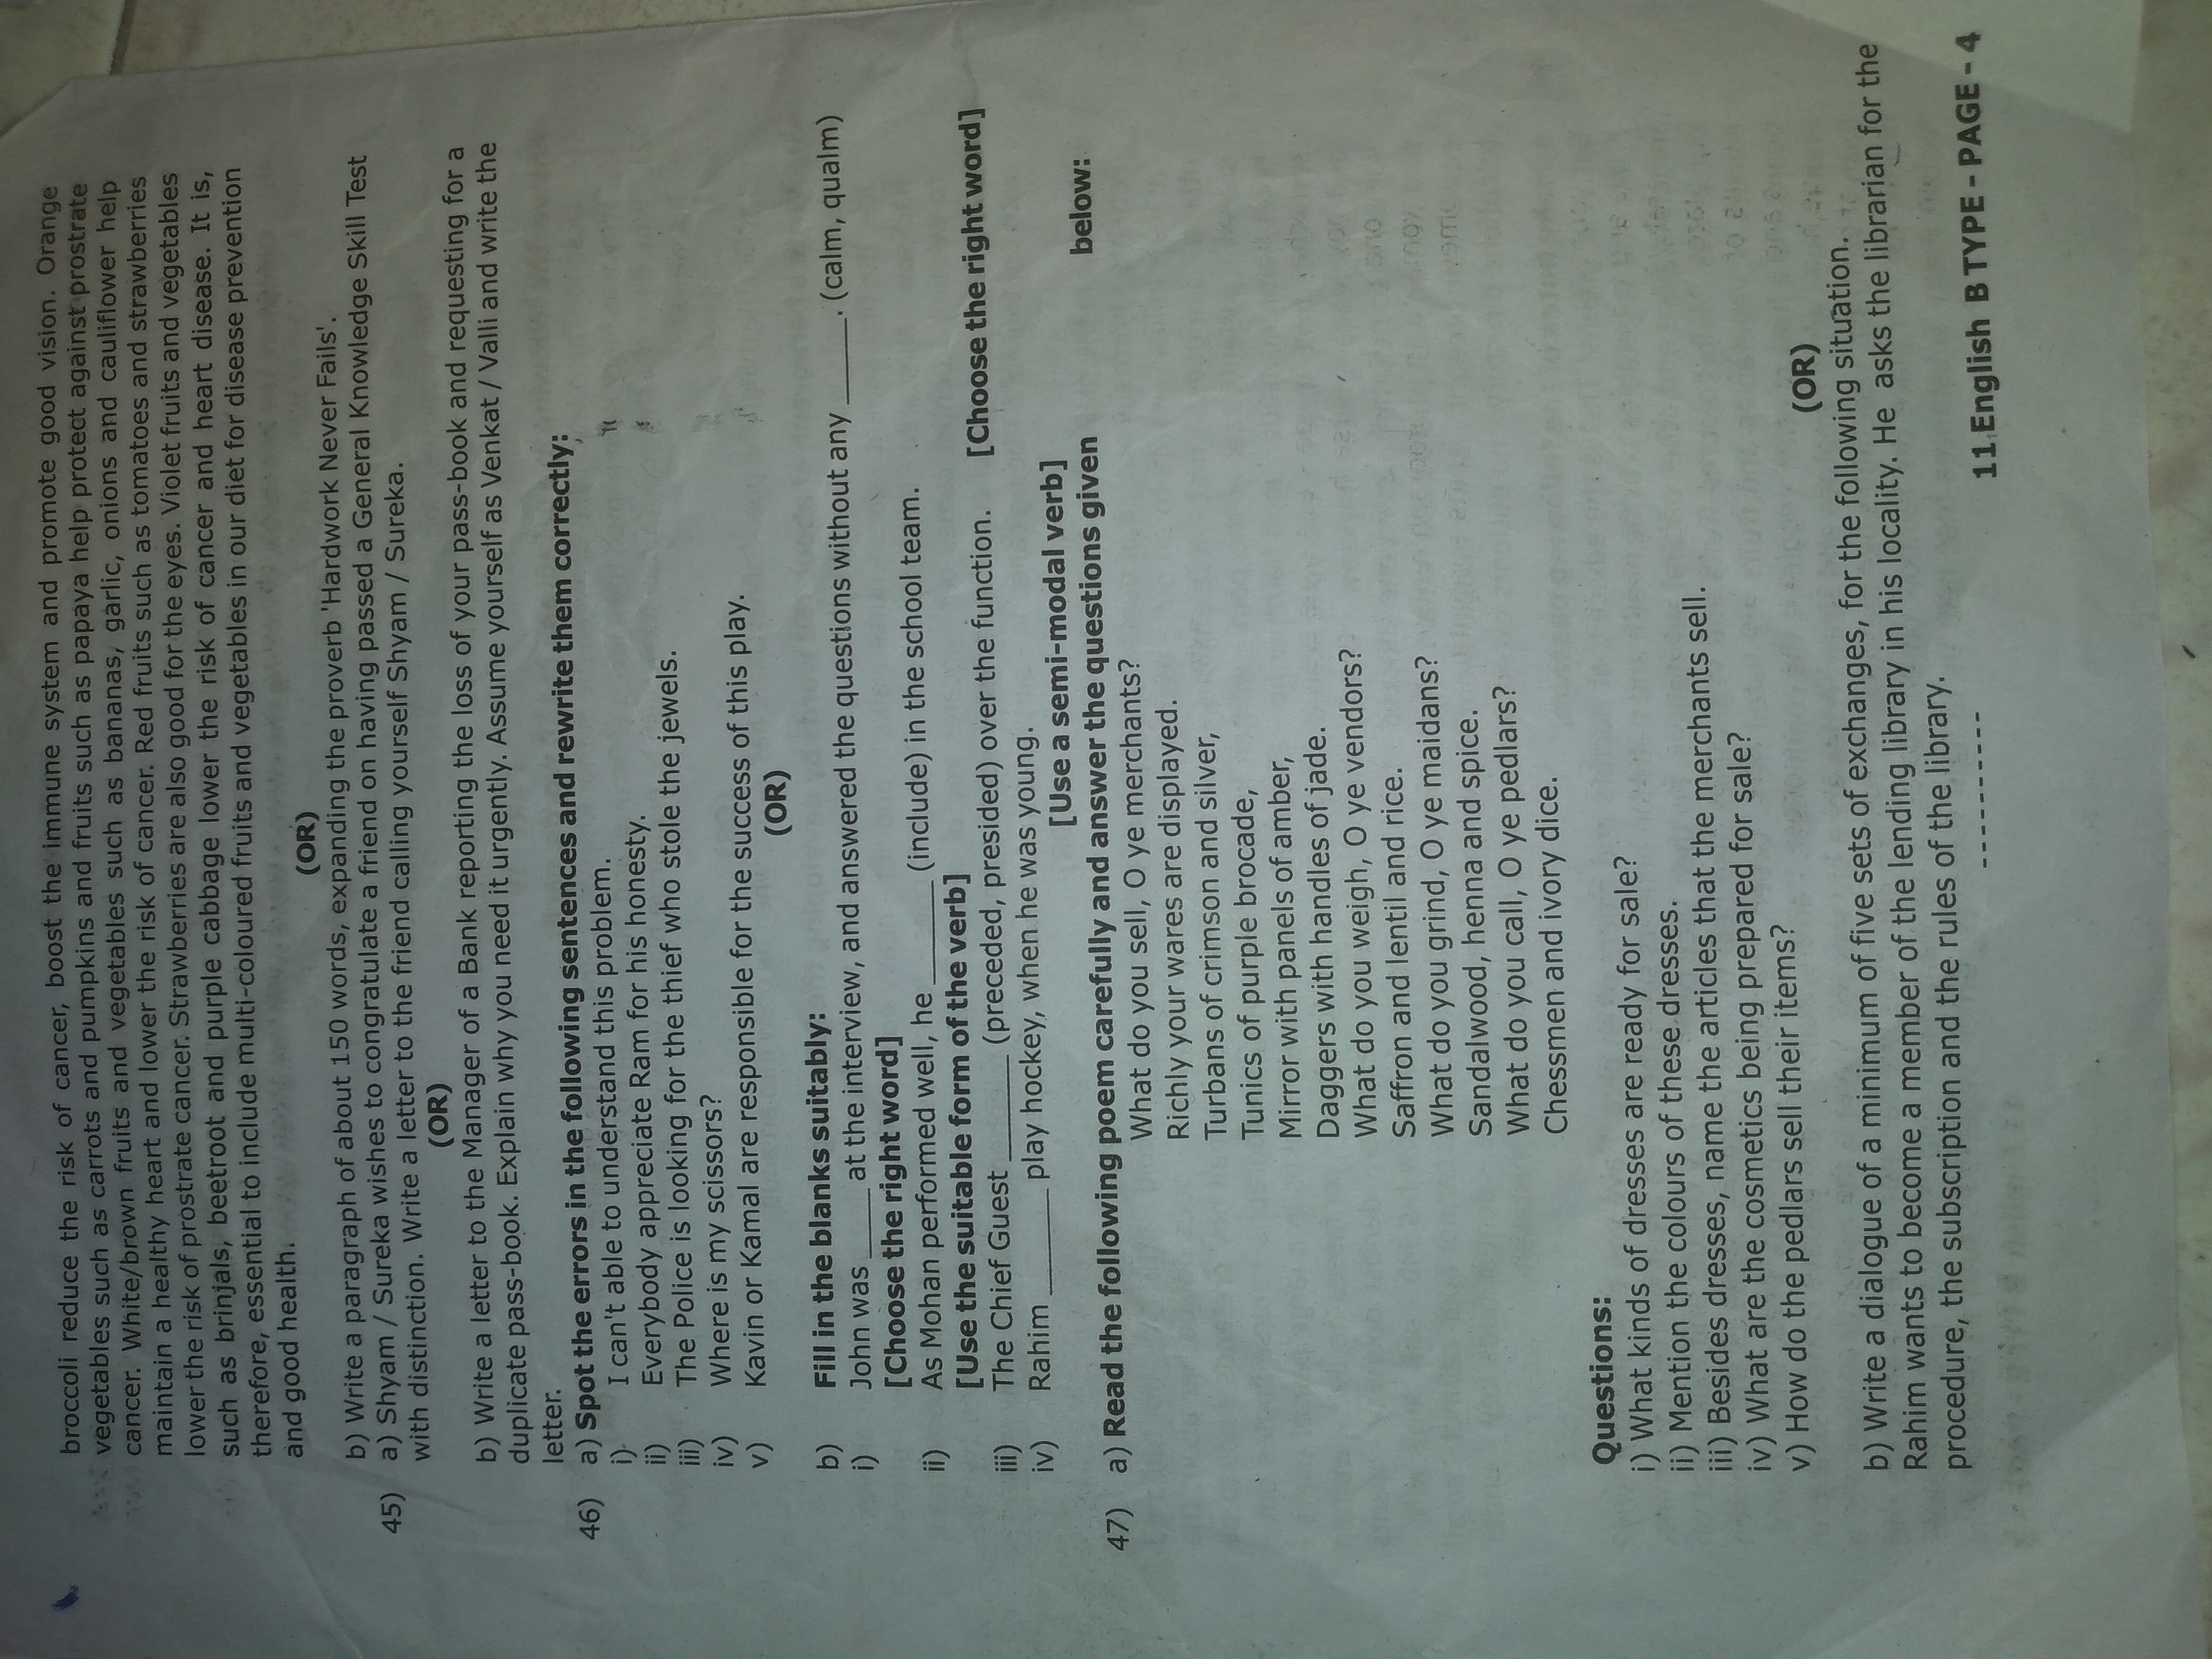 broccoli reduce the risk of cancer, boost the immune system and promote good vision. Orange
vegetables such as carrots and pumpkins and fruits such as papaya help protect against prostrate
cancer. White/brown fruits and vegetables such as bananas, garlic, onions and cauliflower help
maintain a healthy heart and lower the risk of cancer. Red fruits such as tomatoes and strawberries
lower the risk of prostrate cancer. Strawberries are also good for the eyes. Violet fruits and vegetables
such as brinjals, beetroot and purple cabbage lower the risk of cancer and heart disease. It is,
therefore, essential to include multi-coloured fruits and vegetables in our diet for disease prevention
and good health.
(OR)
b) Write a paragraph of about 150 words, expanding the proverb 'Hardwork Never Fails'.
45) a) Shyam / Sureka wishes to congratulate a friend on having passed a General Knowledge Skill Test
with distinction. Write a letter to the friend calling yourself Shyam / Sureka.
(OR)
b) Write a letter to the Manager of a Bank reporting the loss of your pass-book and requesting for a
duplicate pass-book. Explain why you need it urgently. Assume yourself as Venkat / Valli and write the
letter.
46) a) Spot the errors in the following sentences and rewrite them correctly:
i) I can't able to understand this problem.
ii) Everybody appreciate Ram for his honesty.
iii) The Police is looking for the thief who stole the jewels.
iv) Where is my scissors?
v) Kavin or Kamal are responsible for the success of this play.
(OR)
b) Fill in the blanks suitably:
i) John was _____ at the interview, and answered the questions without any ______. (calm, qualm)
[Choose the right word]
ii) As Mohan performed well, he _______ (include) in the school team.
[Use the suitable form of the verb]
iii) The Chief Guest _______ (preceded, presided) over the function. [Choose the right word]
iv) Rahim _______ play hockey, when he was young.
[Use a semi-modal verb]
47) a) Read the following poem carefully and answer the questions given below:
What do you sell, O ye merchants?
Richly your wares are displayed.
Turbans of crimson and silver,
Tunics of purple brocade,
Mirror with panels of amber,
Daggers with handles of jade.
What do you weigh, O ye vendors?
Saffron and lentil and rice.
What do you grind, O ye maidans?
Sandalwood, henna and spice.
What do you call, O ye pedlars?
Chessmen and ivory dice.
Questions:
i) What kinds of dresses are ready for sale?
ii) Mention the colours of these dresses.
iii) Besides dresses, name the articles that the merchants sell.
iv) What are the cosmetics being prepared for sale?
v) How do the pedlars sell their items?
(OR)
b) Write a dialogue of a minimum of five sets of exchanges, for the following situation.
Rahim wants to become a member of the lending library in his locality. He asks the librarian for the
procedure, the subscription and the rules of the library.
----------
11 English B TYPE - PAGE - 4